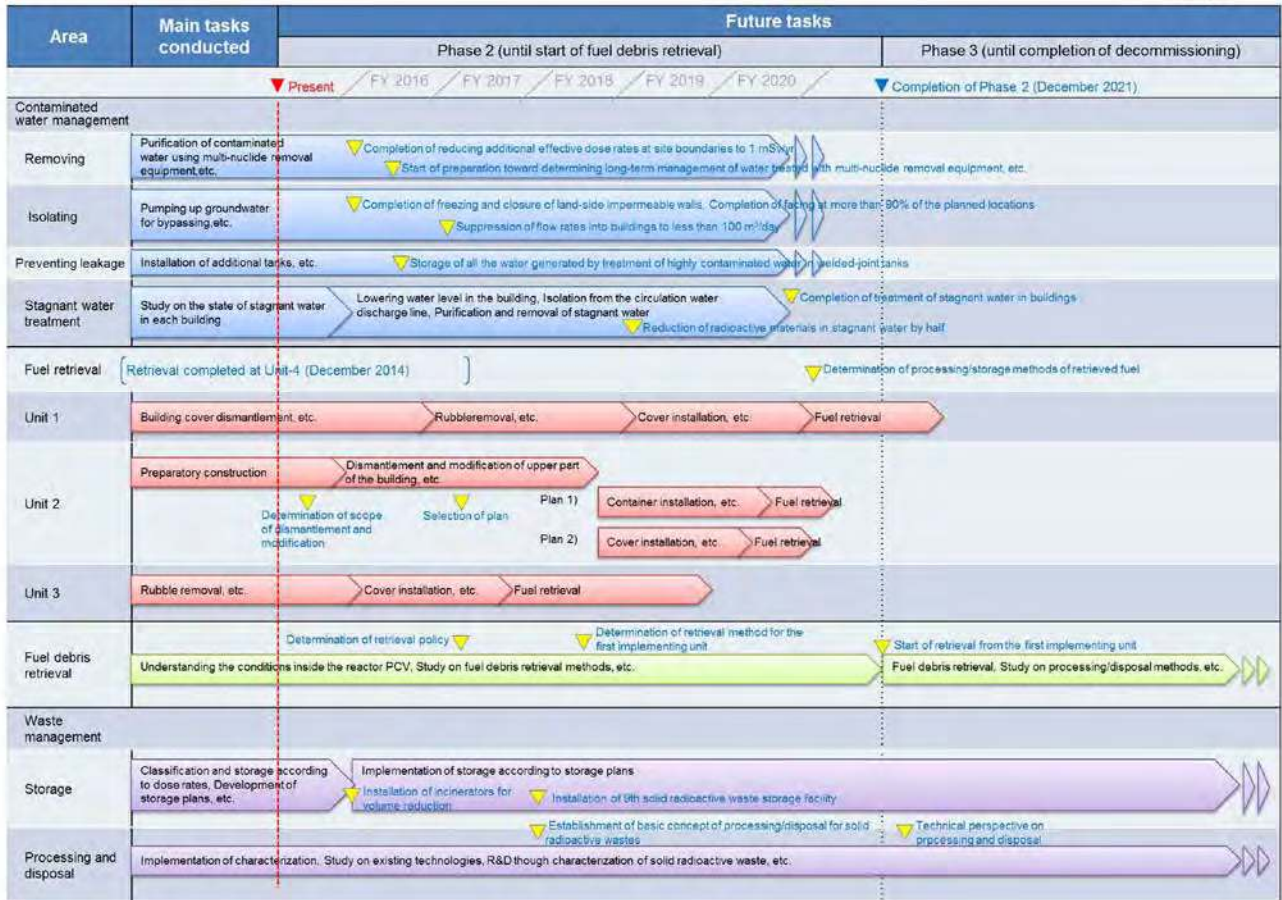 Area
Main tasks
conducted
Future tasks
Phase 2 (until start of fuel debris retrieval)
Phase 3 (until completion of decommissioning)
Present
FY 2016
FY 2017
FY 2018
FY 2019
FY 2020
Completion of Phase 2 (December 2021)
Contaminated
water management
Removing
Purification of contaminated
water using multi-nuclide removal
equipment,etc.
Completion of reducing additional effective dose rates at site boundaries to 1 mSv/yr
Start of preparation toward determining long-term management of water treated with multi-nuclide removal equipment, etc.
Isolating
Pumping up groundwater
for bypassing,etc.
Completion of freezing and closure of land-side impermeable walls, Completion of facing at more than 90% of the planned locations
Suppression of flow rates into buildings to less than 100 m³/day
Preventing leakage
Installation of additional tanks, etc.
Storage of all the water generated by treatment of highly contaminated water in welded-joint tanks
Stagnant water
treatment
Study on the state of stagnant water
in each building
Lowering water level in the building, Isolation from the circulation water
discharge line, Purification and removal of stagnant water
Completion of treatment of stagnant water in buildings
Reduction of radioactive materials in stagnant water by half
Fuel retrieval
Retrieval completed at Unit-4 (December 2014)
Determination of processing/storage methods of retrieved fuel
Unit 1
Building cover dismantlement, etc.
Rubbleremoval, etc.
Cover installation, etc
Fuel retrieval
Unit 2
Preparatory construction
Dismantlement and modification of upper part
of the building, etc.
Determination of scope
of dismantlement and
modification
Selection of plan
Plan 1)
Container installation, etc.
Fuel retrieval
Plan 2)
Cover installation, etc.
Fuel retrieval
Unit 3
Rubble removal, etc.
Cover installation, etc.
Fuel retrieval
Fuel debris
retrieval
Determination of retrieval policy
Determination of retrieval method for the
first implementing unit
Start of retrieval from the first implementing unit
Understanding the conditions inside the reactor PCV, Study on fuel debris retrieval methods, etc.
Fuel debris retrieval, Study on processing/disposal methods, etc.
Waste
management
Storage
Classification and storage according
to dose rates, Development of
storage plans, etc.
Implementation of storage according to storage plans
Installation of incinerators for
volume reduction
Installation of 9th solid radioactive waste storage facility
Establishment of basic concept of processing/disposal for solid
radioactive wastes
Technical perspective on
processing and disposal
Processing and
disposal
Implementation of characterization, Study on existing technologies, R&D though characterization of solid radioactive waste, etc.